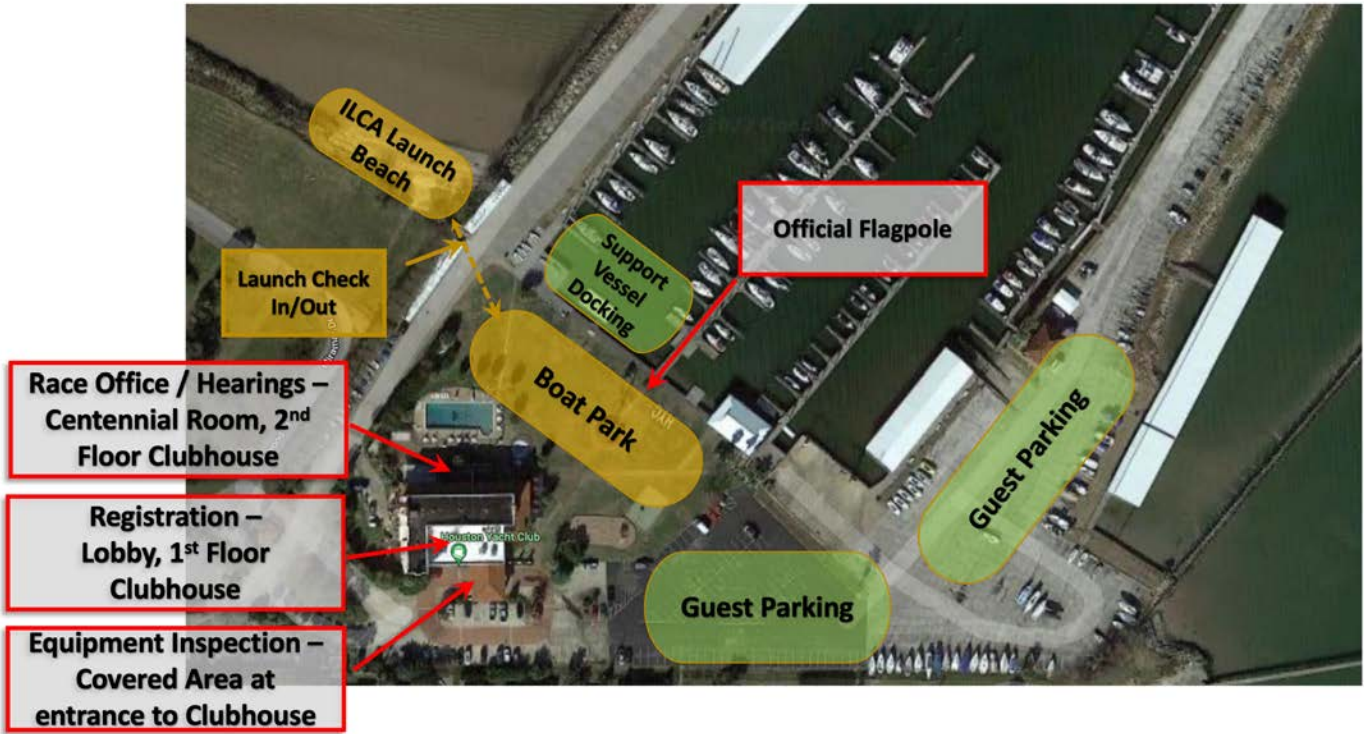 ILCA Launch
Beach
Launch Check
In/Out
Support
Vessel
Docking
Official Flagpole
Boat Park
HYC
Race Office / Hearings –
Centennial Room, 2nd
Floor Clubhouse
Registration –
Lobby, 1st Floor
Clubhouse
Houston Yacht Club
Equipment Inspection –
Covered Area at
entrance to Clubhouse
Guest Parking
Guest Parking